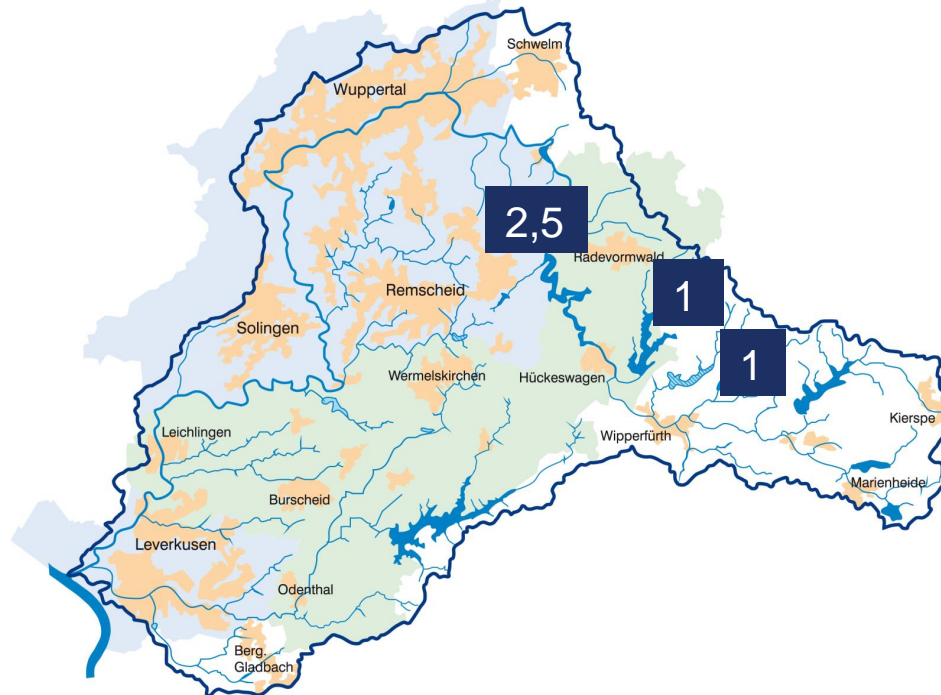 Schwelm
Wuppertal
2,5
Radevormwald
1
Remscheid
Solingen
1
Wermelskirchen
Hückeswagen
Kierspe
Leichlingen
Wipperfürth
Marienheide
Burscheid
Leverkusen
Odenthal
Berg.
Gladbach